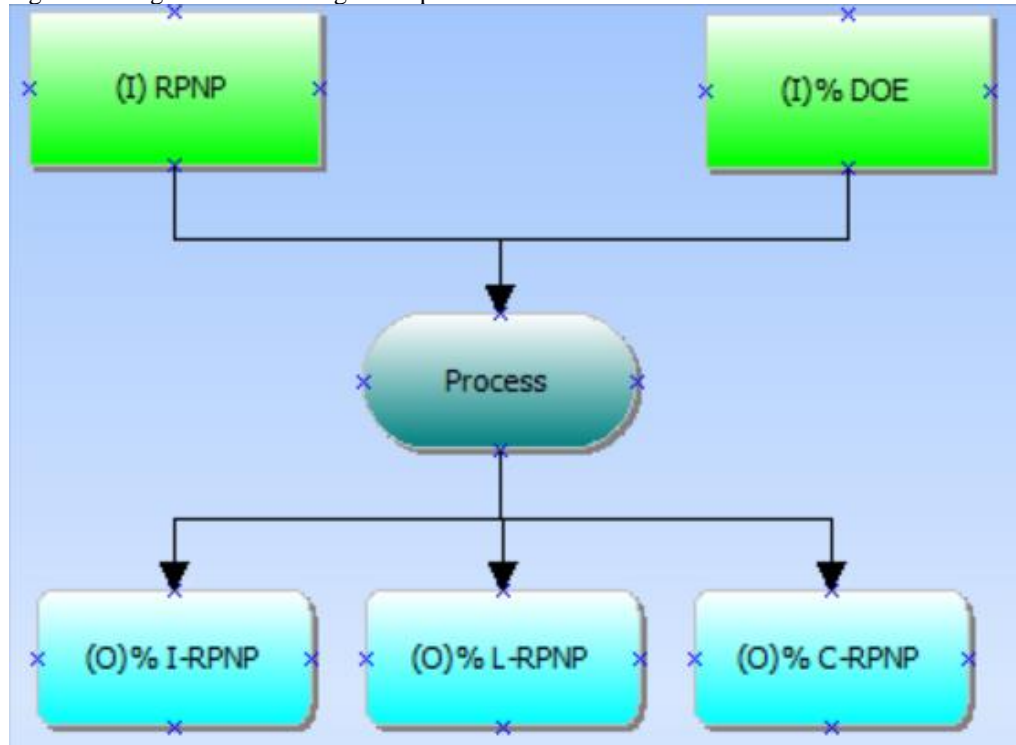 (I) RPNP
(I)% DOE
Process
(O)% I-RPNP
(O)% L-RPNP
(O)% C-RPNP